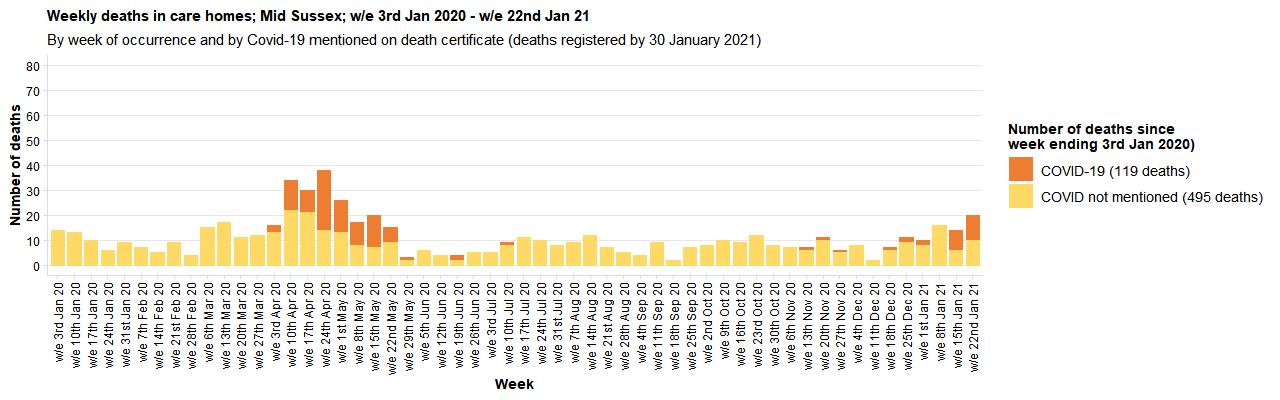 Weekly deaths in care homes; Mid Sussex; w/e 3rd Jan 2020 - w/e 22nd Jan 21
By week of occurrence and by Covid-19 mentioned on death certificate (deaths registered by 30 January 2021)
Number of deaths
80
70
60
50
40
30
20
10
0
w/e 3rd Jan 20
w/e 10th Jan 20
w/e 17th Jan 20
w/e 24th Jan 20
w/e 31st Jan 20
w/e 7th Feb 20
w/e 14th Feb 20
w/e 21st Feb 20
w/e 28th Feb 20
w/e 6th Mar 20
w/e 13th Mar 20
w/e 20th Mar 20
w/e 27th Mar 20
w/e 3rd Apr 20
w/e 10th Apr 20
w/e 17th Apr 20
w/e 24th Apr 20
w/e 1st May 20
w/e 8th May 20
w/e 15th May 20
w/e 22nd May 20
w/e 29th May 20
w/e 5th Jun 20
w/e 12th Jun 20
w/e 19th Jun 20
w/e 26th Jun 20
w/e 3rd Jul 20
w/e 10th Jul 20
w/e 17th Jul 20
w/e 24th Jul 20
w/e 31st Jul 20
w/e 7th Aug 20
w/e 14th Aug 20
w/e 21st Aug 20
w/e 28th Aug 20
w/e 4th Sep 20
w/e 11th Sep 20
w/e 18th Sep 20
w/e 25th Sep 20
w/e 2nd Oct 20
w/e 9th Oct 20
w/e 16th Oct 20
w/e 23rd Oct 20
w/e 30th Oct 20
w/e 6th Nov 20
w/e 13th Nov 20
w/e 20th Nov 20
w/e 27th Nov 20
w/e 4th Dec 20
w/e 11th Dec 20
w/e 18th Dec 20
w/e 25th Dec 20
w/e 1st Jan 21
w/e 8th Jan 21
w/e 15th Jan 21
w/e 22nd Jan 21
Week
Number of deaths since
week ending 3rd Jan 2020)
COVID-19 (119 deaths)
COVID not mentioned (495 deaths)